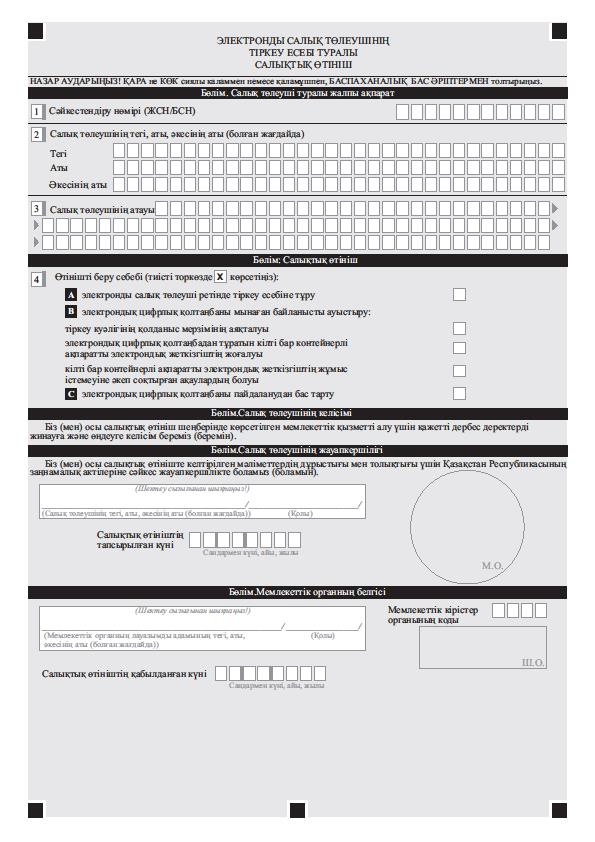 ЭЛЕКТРОНДЫ САЛЫҚ ТӨЛЕУШІНІҢ
ТІРКЕУ ЕСЕБІ ТУРАЛЫ
САЛЫҚТЫҚ ӨТІНІШ
НАЗАР АУДАРЫҢЫЗ! ҚАРА не КӨК сиялы қаламмен немесе қаламұшпен, БАСПАХАНАЛЫҚ БАС ӘРІПТЕРМЕН толтырыңыз.
Бөлім. Салық төлеуші туралы жалпы ақпарат
1 Сәйкестендіру нөмірі (ЖСН/БСН)
2 Салық төлеушінің тегі, аты, әкесінің аты (болған жағдайда)
Тегі
Аты
Әкесінің аты
3 Салық төлеушінің атауы
Бөлім: Салықтық өтініш
4 Өтінішті беру себебі (тиісті торкөзде X көрсетіңіз):
A электронды салық төлеуші ретінде тіркеу есебіне тұру
B электрондық цифрлық қолтаңбаны мынаған байланысты ауыстыру:
тіркеу куәлігінің қолданыс мерзімінің аяқталуы
электрондық цифрлық қолтаңбадан тұратын кілті бар контейнерлі
ақпаратты электрондық жеткізгіштің жоғалуы
кілті бар контейнерлі ақпаратты электрондық жеткізгіштің жұмыс
істемеуіне әкеп соқтырған ақаулардың болуы
C электрондық цифрлық қолтаңбаны пайдаланудан бас тарту
Бөлім.Салық төлеушінің келісімі
Біз (мен) осы салықтық өтініш шеңберінде көрсетілген мемлекеттік қызметті алу үшін қажетті дербес деректерді
жинауға және өңдеуге келісім береміз (беремін).
Бөлім.Салық төлеушінің жауапкершілігі
Біз (мен) осы салықтық өтініште келтірілген мәліметтердің дұрыстығы мен толықтығы үшін Қазақстан Республикасының
заңнамалық актілеріне сәйкес жауапкершілікте боламыз (боламын).
(Шектеу сызығынан шықпаңыз!)
(Салық төлеушінің тегі, аты, әкесінің аты (болған жағдайда)) (Қолы)
Салықтық өтініштің
тапсырылған күні
Сандармен күні, айы, жылы
М.О.
Бөлім.Мемлекеттік органның белгісі
(Шектеу сызығынан шықпаңыз!)
(Мемлекеттік органның лауазымды адамының тегі, аты,
әкесінің аты (болған жағдайда)) (Қолы)
Мемлекеттік кірістер
органының коды
Ш.О.
Салықтық өтініштің қабылданған күні
Сандармен күні, айы, жылы